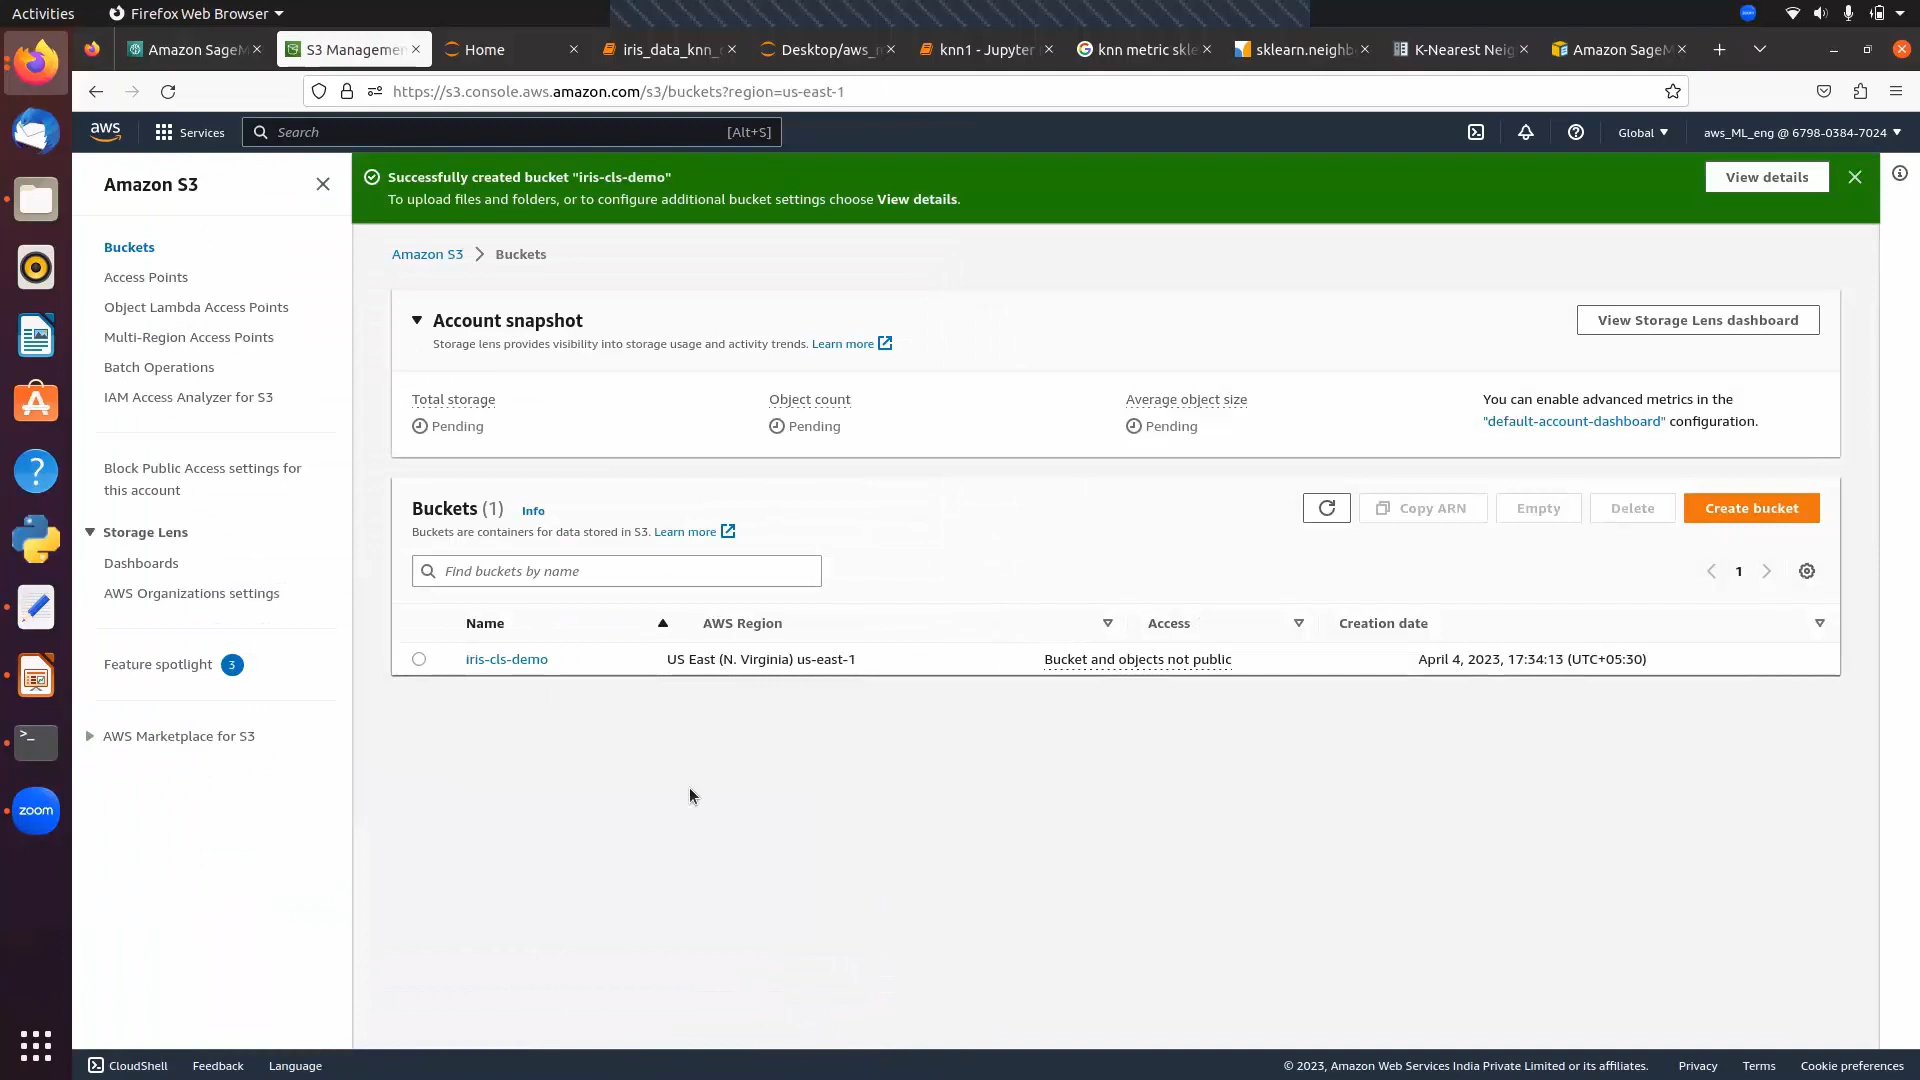 Activities
Firefox Web Browser
Amazon SageM
S3 Managemen
Home
iris_data_knn_
Desktop/aws_
knn1 - Jupyter
knn metric skle
sklearn.neighb
K-Nearest Neig
Amazon SageM
https://s3.console.aws.amazon.com/s3/buckets?region=us-east-1
aws
Services
Search
[Alt+S]
Global
aws_ML_eng @ 6798-0384-7024
Amazon S3
Buckets
Access Points
Object Lambda Access Points
Multi-Region Access Points
Batch Operations
IAM Access Analyzer for S3
Block Public Access settings for
this account
Storage Lens
Dashboards
AWS Organizations settings
Feature spotlight 3
AWS Marketplace for S3
Successfully created bucket "iris-cls-demo"
To upload files and folders, or to configure additional bucket settings choose View details.
View details
Amazon S3
Buckets
Account snapshot
Storage lens provides visibility into storage usage and activity trends. Learn more
View Storage Lens dashboard
Total storage
Pending
Object count
Pending
Average object size
Pending
You can enable advanced metrics in the
"default-account-dashboard" configuration.
Buckets (1) Info
Buckets are containers for data stored in S3. Learn more
Copy ARN
Empty
Delete
Create bucket
Find buckets by name
1
Name
AWS Region
Access
Creation date
iris-cls-demo
US East (N. Virginia) us-east-1
Bucket and objects not public
April 4, 2023, 17:34:13 (UTC+05:30)
zoom
CloudShell
Feedback
Language
© 2023, Amazon Web Services India Private Limited or its affiliates.
Privacy
Terms
Cookie preferences